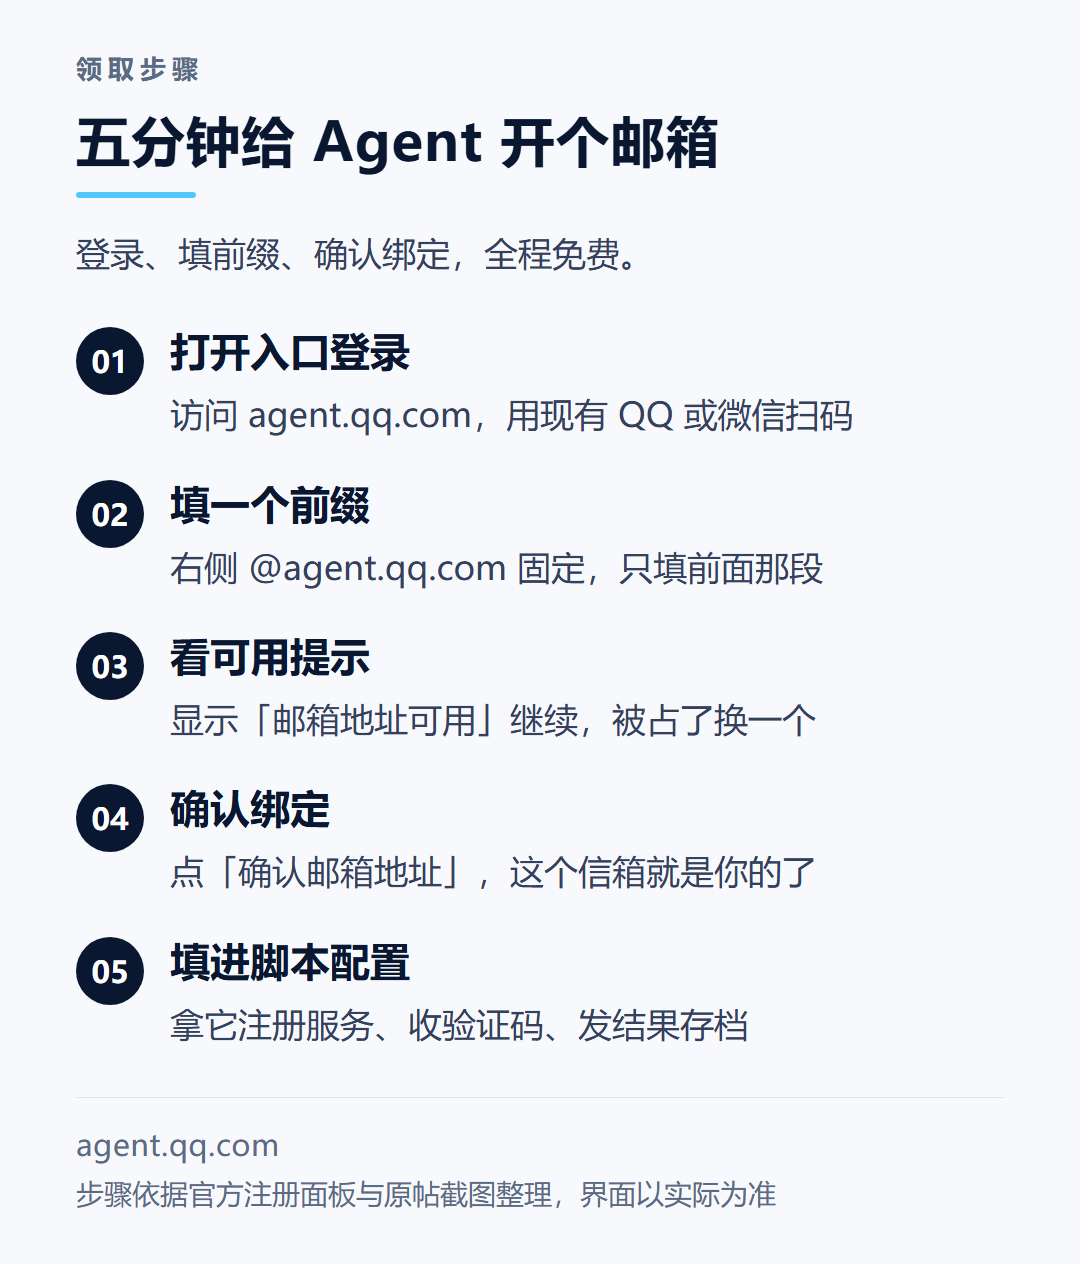 领取步骤
五分钟给 Agent 开个邮箱
登录、填前缀、确认绑定，全程免费。
01
打开入口登录
访问 agent.qq.com，用现有 QQ 或微信扫码
02
填一个前缀
右侧 @agent.qq.com 固定，只填前面那段
03
看可用提示
显示「邮箱地址可用」继续，被占了换一个
04
确认绑定
点「确认邮箱地址」，这个信箱就是你的了
05
填进脚本配置
拿它注册服务、收验证码、发结果存档
agent.qq.com
步骤依据官方注册面板与原帖截图整理，界面以实际为准